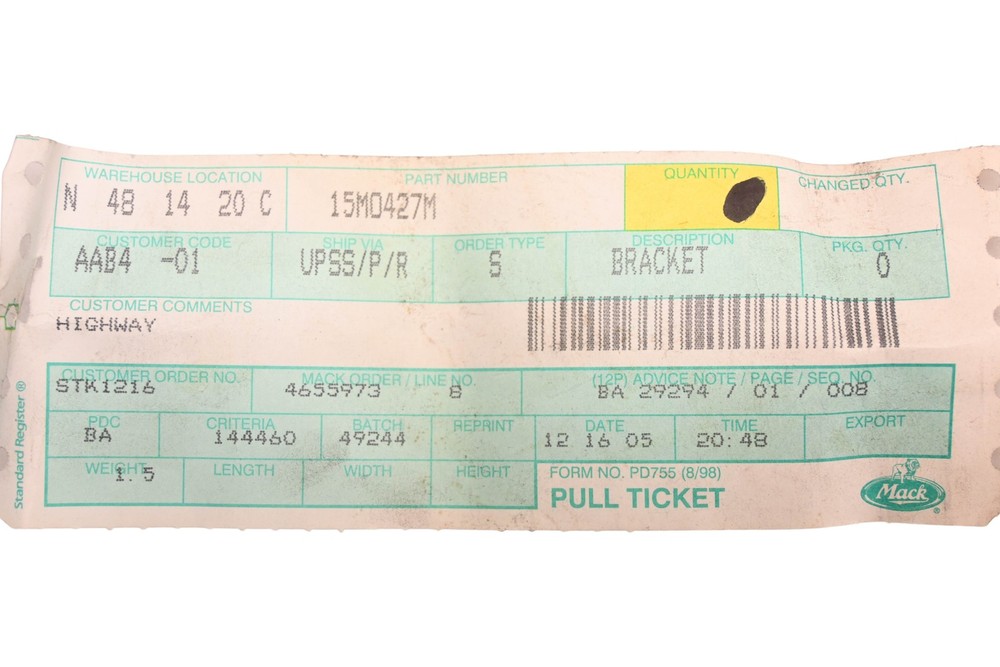 WAREHOUSE LOCATION PART NUMBER QUANTITY CHANGED QTY.
N 48 14 20 C 15MO427M
CUSTOMER CODE SHIP VIA ORDER TYPE DESCRIPTION PKG. QTY.
AAB4 -01 UPSS/P/R S BRACKET 0
CUSTOMER COMMENTS
HIGHWAY
CUSTOMER ORDER NO. MACK ORDER / LINE NO. (12P) ADVICE NOTE / PAGE / SEQ. NO.
STK1216 4655973 8 BA 29294 / 01 / 008
PDC CRITERIA BATCH REPRINT DATE TIME EXPORT
BA 144460 49244 12 16 05 20:48
WEIGHT LENGTH WIDTH HEIGHT FORM NO. PD755 (8/98)
1.5
PULL TICKET
Mack ®
Standard Register ®